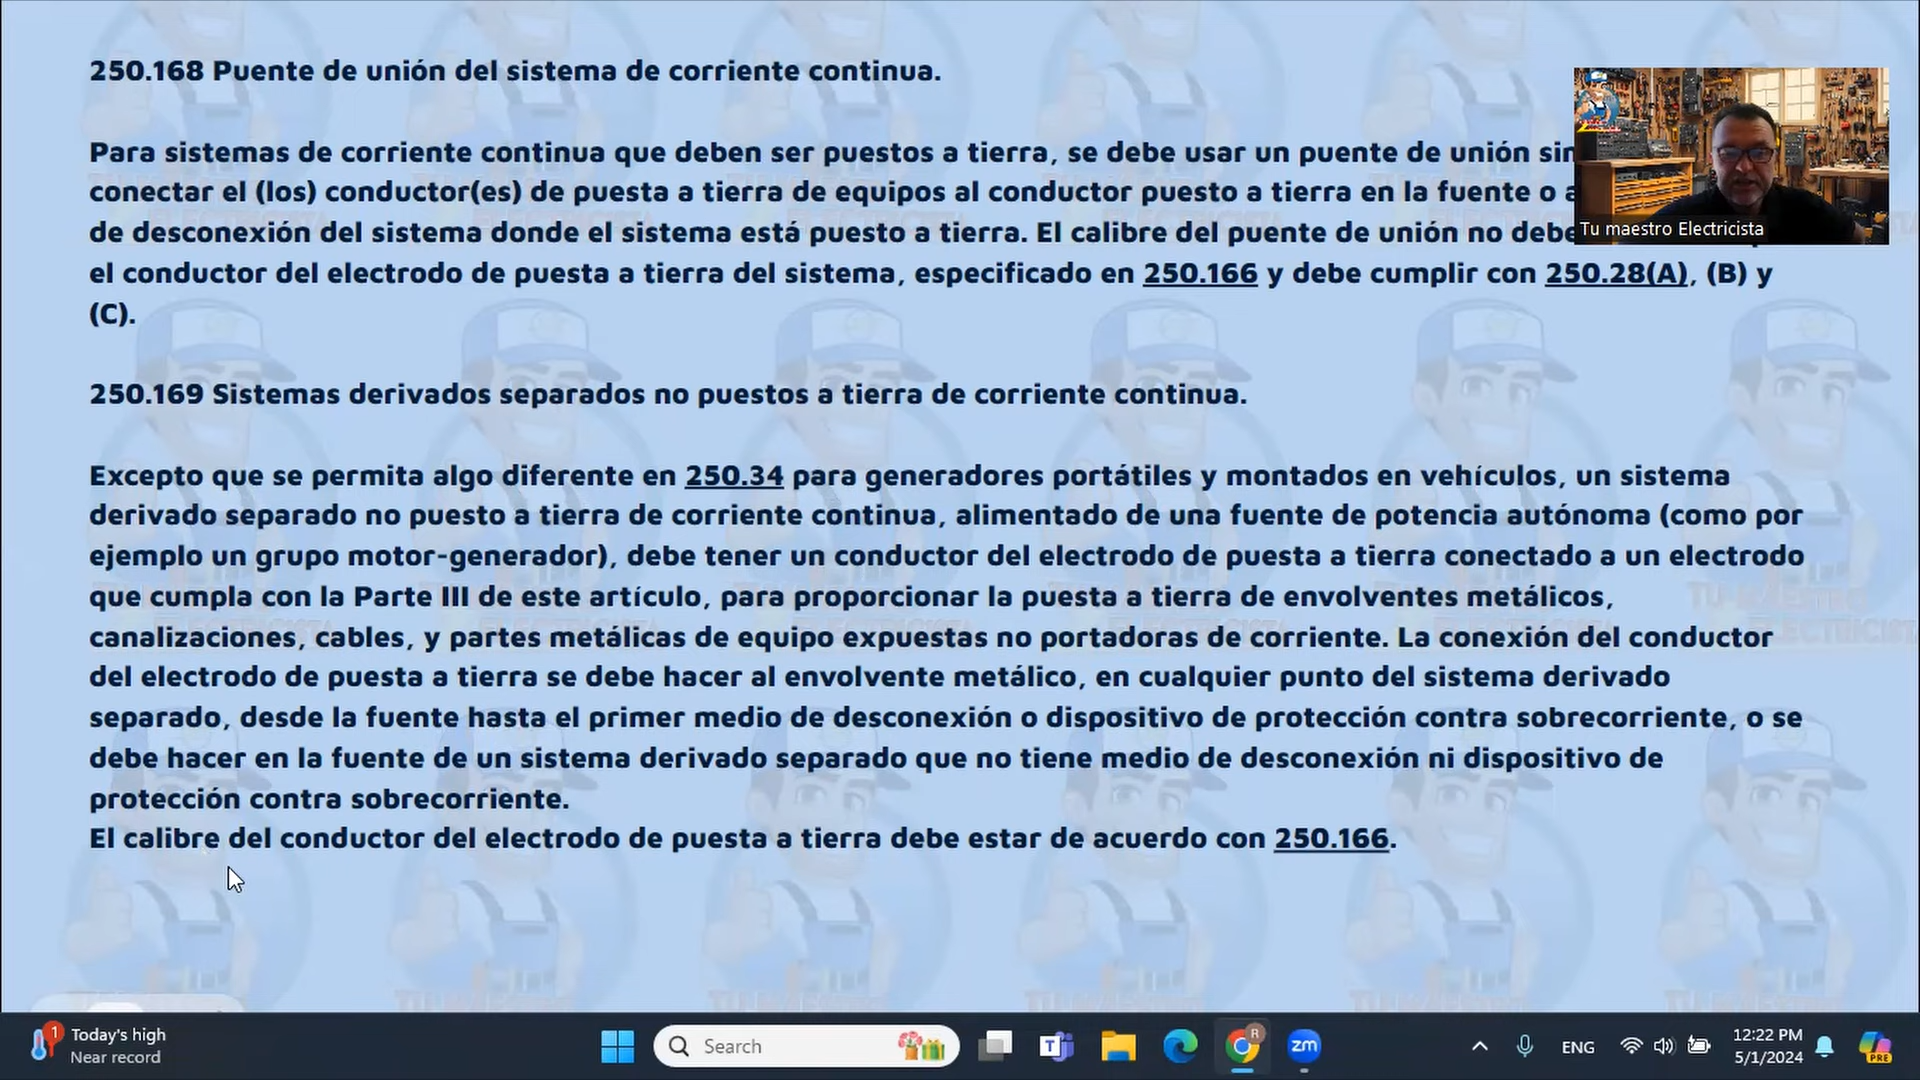 250.168 Puente de unión del sistema de corriente continua.
Para sistemas de corriente continua que deben ser puestos a tierra, se debe usar un puente de unión sin
conectar el (los) conductor(es) de puesta a tierra de equipos al conductor puesto a tierra en la fuente o a
de desconexión del sistema donde el sistema está puesto a tierra. El calibre del puente de unión no debe
el conductor del electrodo de puesta a tierra del sistema, especificado en 250.166 y debe cumplir con 250.28(A), (B) y
(C).
Tu maestro Electricista
250.169 Sistemas derivados separados no puestos a tierra de corriente continua.
Excepto que se permita algo diferente en 250.34 para generadores portátiles y montados en vehículos, un sistema
derivado separado no puesto a tierra de corriente continua, alimentado de una fuente de potencia autónoma (como por
ejemplo un grupo motor-generador), debe tener un conductor del electrodo de puesta a tierra conectado a un electrodo
que cumpla con la Parte III de este artículo, para proporcionar la puesta a tierra de envolventes metálicos,
canalizaciones, cables, y partes metálicas de equipo expuestas no portadoras de corriente. La conexión del conductor
del electrodo de puesta a tierra se debe hacer al envolvente metálico, en cualquier punto del sistema derivado
separado, desde la fuente hasta el primer medio de desconexión o dispositivo de protección contra sobrecorriente, o se
debe hacer en la fuente de un sistema derivado separado que no tiene medio de desconexión ni dispositivo de
protección contra sobrecorriente.
El calibre del conductor del electrodo de puesta a tierra debe estar de acuerdo con 250.166.
1
Today's high
Near record
Search
T
R
zm
ENG
12:22 PM
5/1/2024
PRE